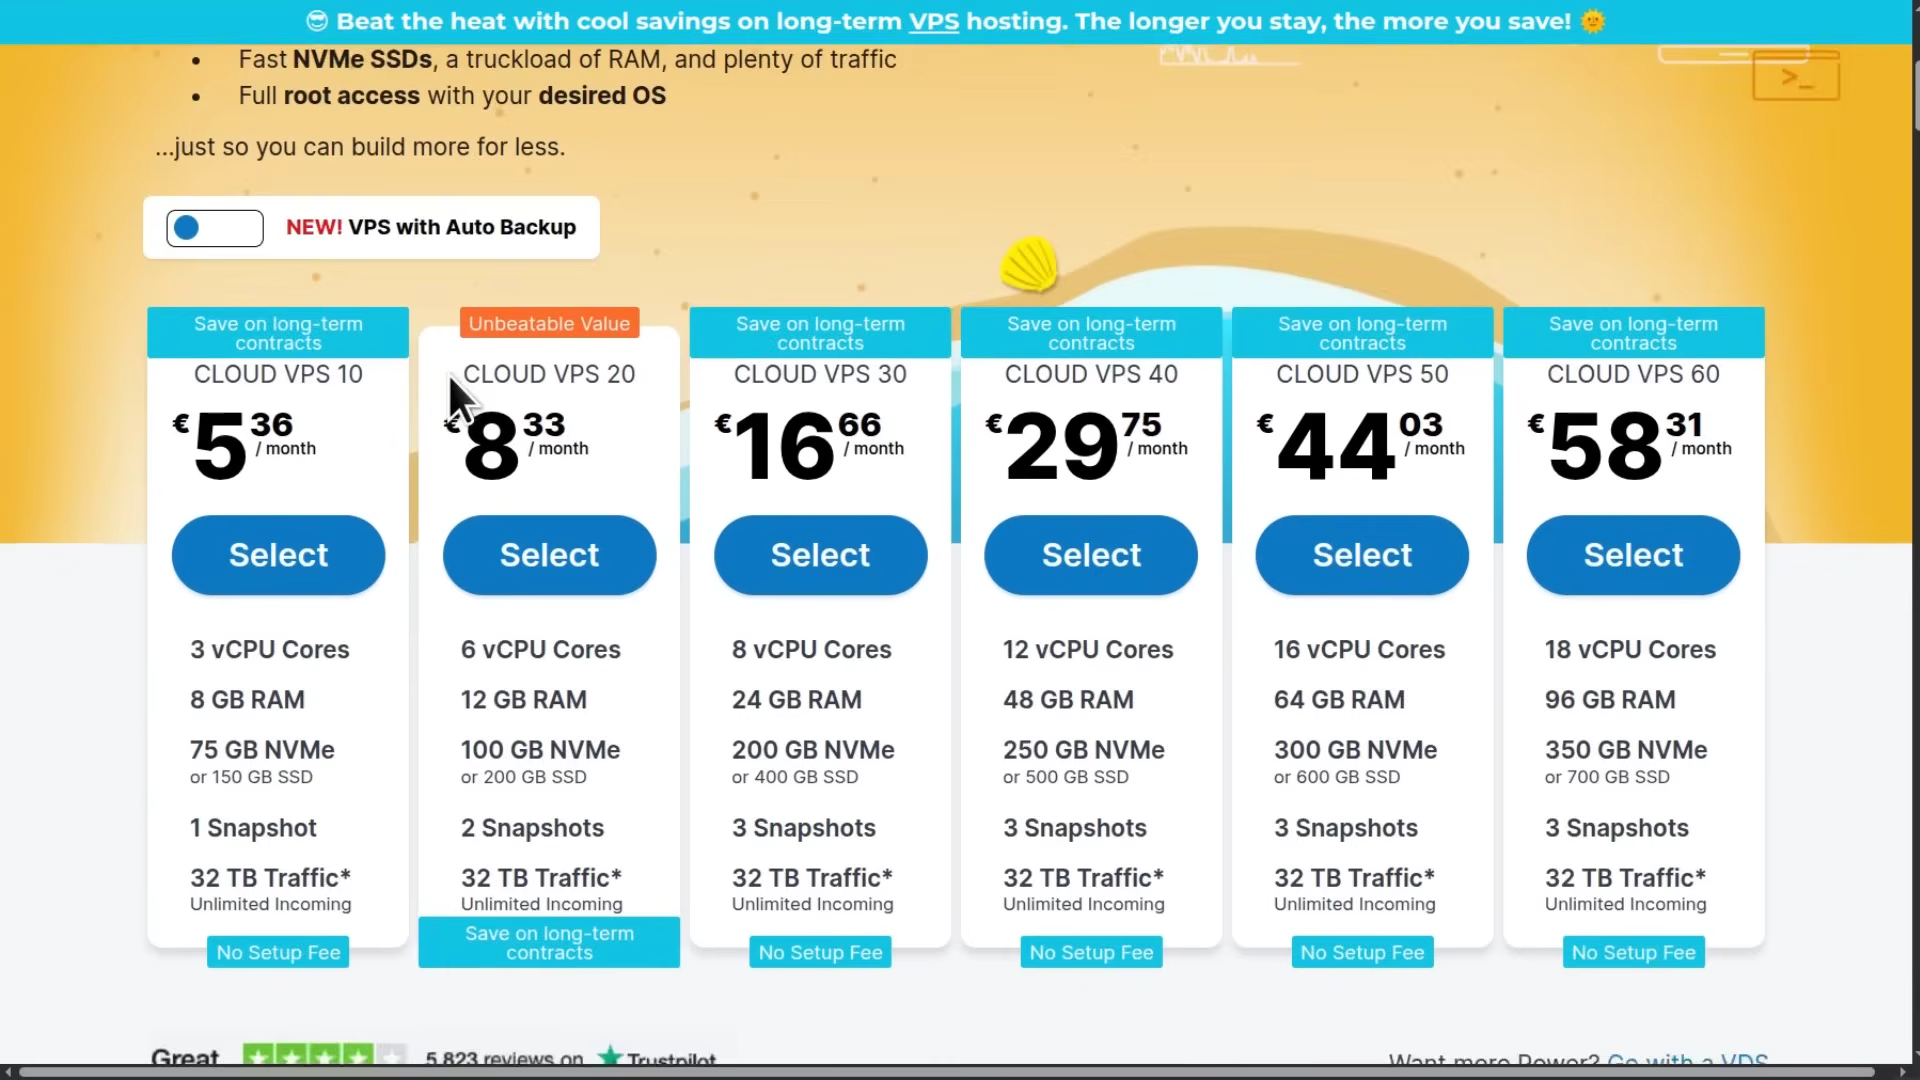 😎 Beat the heat with cool savings on long-term VPS hosting. The longer you stay, the more you save! 🌞
• Fast NVMe SSDs, a truckload of RAM, and plenty of traffic
• Full root access with your desired OS
>_
...just so you can build more for less.
NEW! VPS with Auto Backup
Save on long-term
contracts
CLOUD VPS 10
€5 36
/ month
Select
3 vCPU Cores
8 GB RAM
75 GB NVMe
or 150 GB SSD
1 Snapshot
32 TB Traffic*
Unlimited Incoming
No Setup Fee
Unbeatable Value
CLOUD VPS 20
€8 33
/ month
Select
6 vCPU Cores
12 GB RAM
100 GB NVMe
or 200 GB SSD
2 Snapshots
32 TB Traffic*
Unlimited Incoming
Save on long-term
contracts
Save on long-term
contracts
CLOUD VPS 30
€16 66
/ month
Select
8 vCPU Cores
24 GB RAM
200 GB NVMe
or 400 GB SSD
3 Snapshots
32 TB Traffic*
Unlimited Incoming
No Setup Fee
Save on long-term
contracts
CLOUD VPS 40
€29 75
/ month
Select
12 vCPU Cores
48 GB RAM
250 GB NVMe
or 500 GB SSD
3 Snapshots
32 TB Traffic*
Unlimited Incoming
No Setup Fee
Save on long-term
contracts
CLOUD VPS 50
€44 03
/ month
Select
16 vCPU Cores
64 GB RAM
300 GB NVMe
or 600 GB SSD
3 Snapshots
32 TB Traffic*
Unlimited Incoming
No Setup Fee
Save on long-term
contracts
CLOUD VPS 60
€58 31
/ month
Select
18 vCPU Cores
96 GB RAM
350 GB NVMe
or 700 GB SSD
3 Snapshots
32 TB Traffic*
Unlimited Incoming
No Setup Fee
Great 5,823 reviews on Trustpilot
Want more Power? Go with a VDS